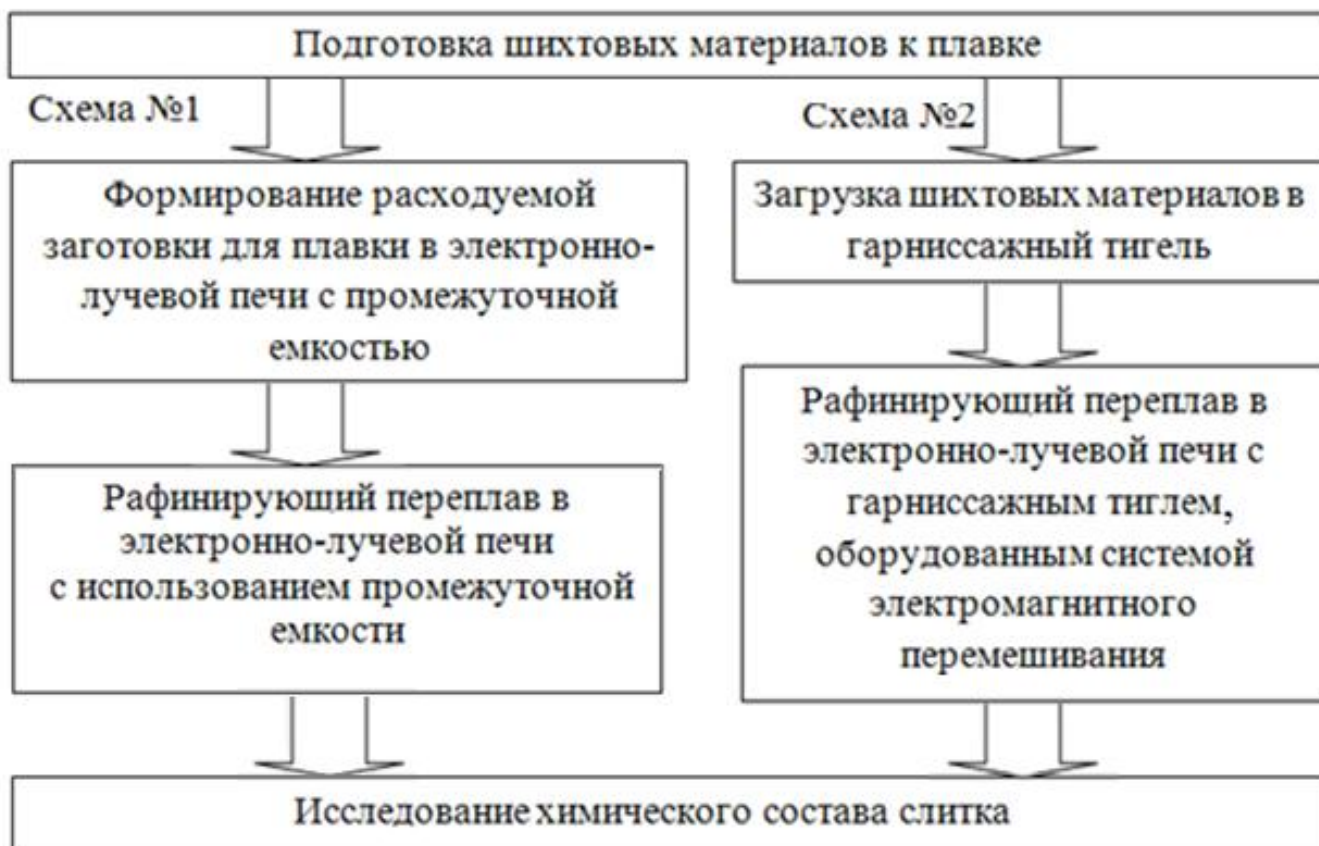 Подготовка шихтовых материалов к плавке
Схема №1
Формирование расходуемой
заготовки для плавки в электронно-
лучевой печи с промежуточной
емкостью
Рафинирующий переплав в
электронно-лучевой печи
с использованием промежуточной
емкости
Схема №2
Загрузка шихтовых материалов в
гарниссажный тигель
Рафинирующий переплав в
электронно-лучевой печи с
гарниссажным тиглем,
оборудованным системой
электромагнитного
перемешивания
Исследование химического состава слитка